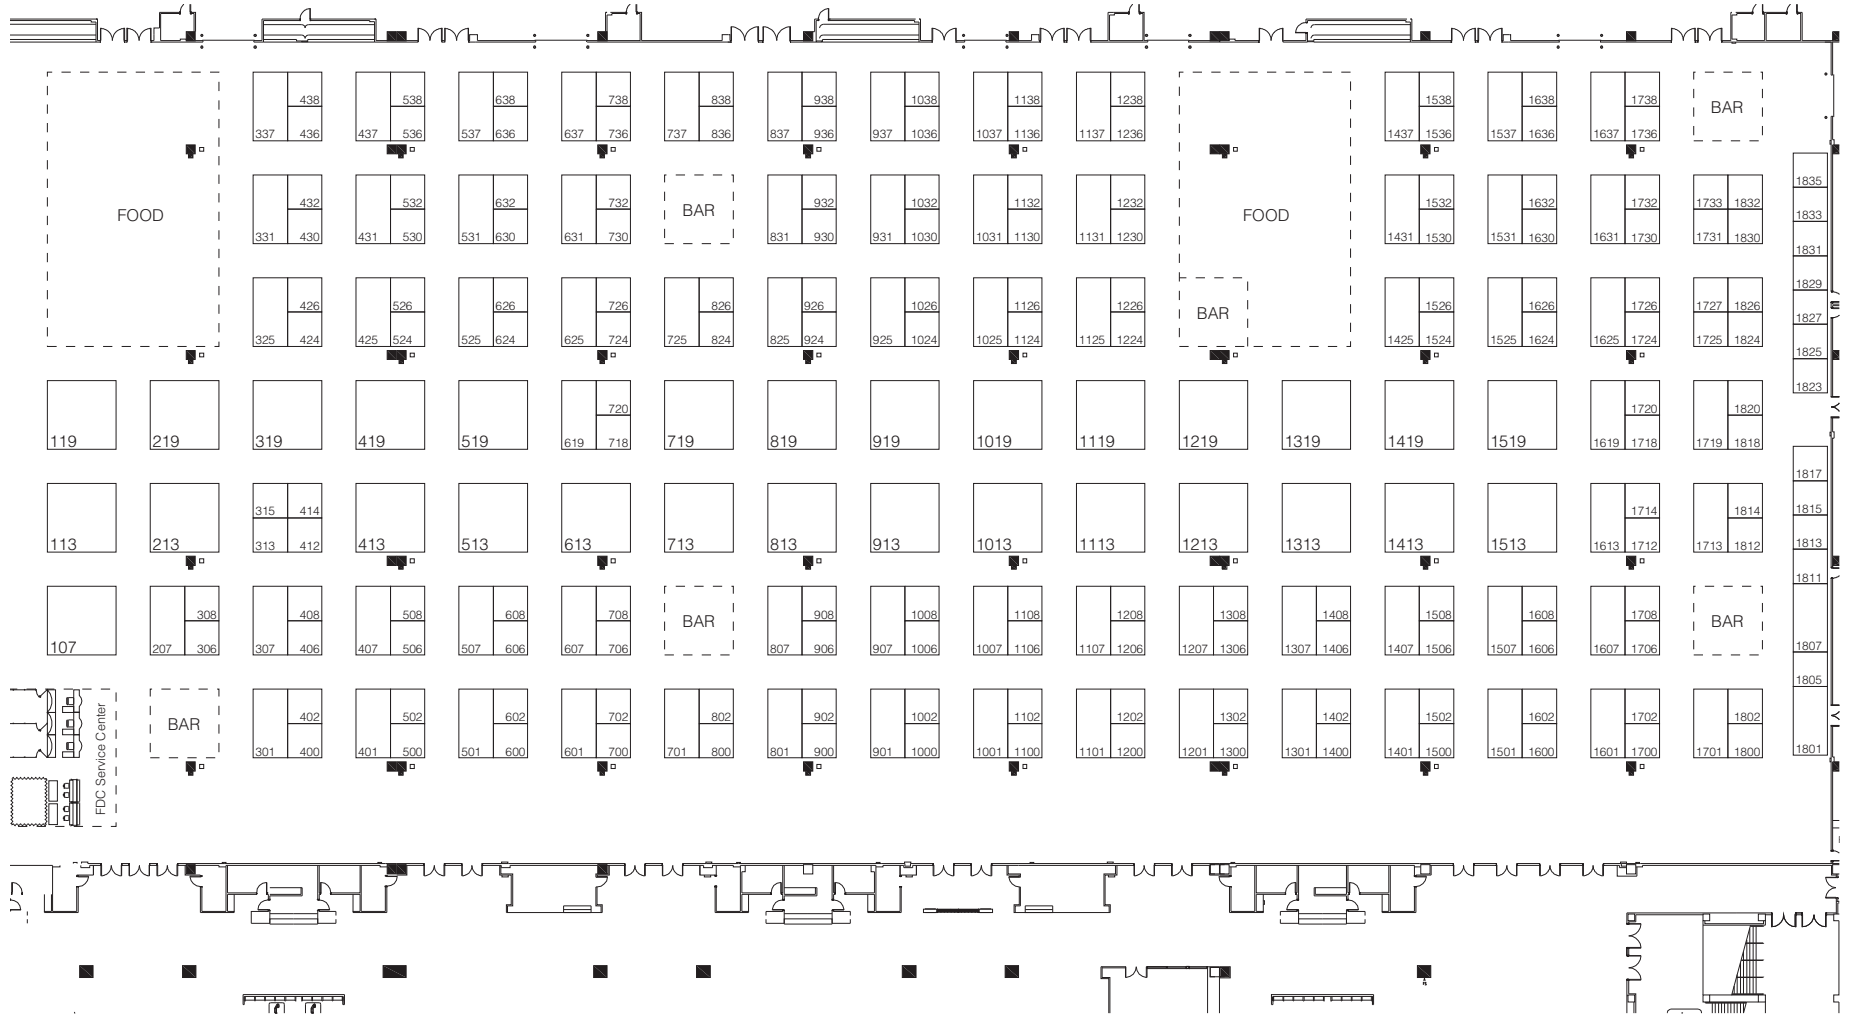 438 538 638 738 838 938 1038 1138 1238 1538 1638 1738 BAR
337 436 437 536 537 636 637 736 737 836 837 936 937 1036 1037 1136 1137 1236 1437 1536 1537 1636 1637 1736
1835
432 532 632 732 BAR 932 1032 1132 1232 1532 1632 1732 1733 1832
FOOD FOOD 1833
331 430 431 530 531 630 631 730 831 930 931 1030 1031 1130 1131 1230 1431 1530 1531 1630 1631 1730 1731 1830
1831
1829
426 526 626 726 826 926 1026 1126 1226 BAR 1526 1626 1726 1727 1826
1827
325 424 425 524 525 624 625 724 725 824 825 924 925 1024 1025 1124 1125 1224 1425 1524 1525 1624 1625 1724 1725 1824
1825
1823
720 1720 1820
119 219 319 419 519 619 718 719 819 919 1019 1119 1219 1319 1419 1519 1619 1718 1719 1818
1817
315 414 1714 1814 1815
113 213 313 412 413 513 613 713 813 913 1013 1113 1213 1313 1413 1513 1613 1712 1713 1812 1813
1811
308 408 508 608 708 BAR 908 1008 1108 1208 1308 1408 1508 1608 1708 BAR
107 207 306 307 406 407 506 507 606 607 706 807 906 907 1006 1007 1106 1107 1206 1207 1306 1307 1406 1407 1506 1507 1606 1607 1706 1807
1805
FDC Service Center
BAR 402 502 602 702 802 902 1002 1102 1202 1302 1402 1502 1602 1702 1802
301 400 401 500 501 600 601 700 701 800 801 900 901 1000 1001 1100 1101 1200 1201 1300 1301 1400 1401 1500 1501 1600 1601 1700 1701 1800 1801